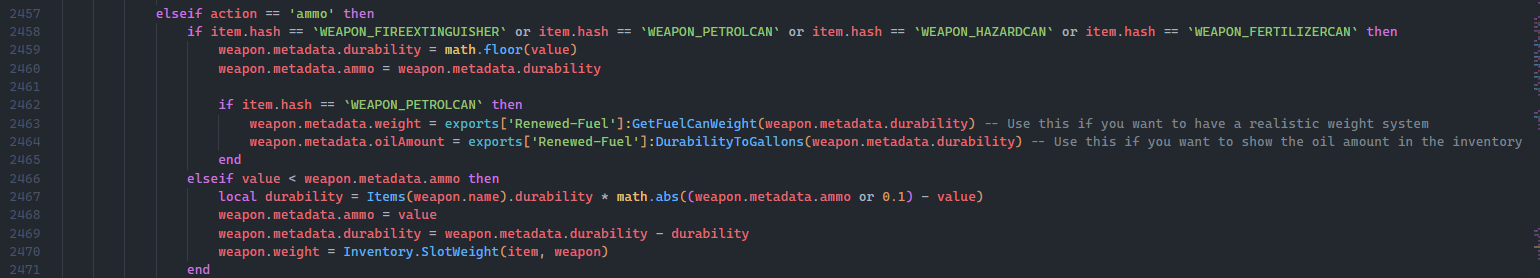 2457 elseif action == 'ammo' then
2458 if item.hash == `WEAPON_FIREEXTINGUISHER` or item.hash == `WEAPON_PETROLCAN` or item.hash == `WEAPON_HAZARDCAN` or item.hash == `WEAPON_FERTILIZERCAN` then
2459 weapon.metadata.durability = math.floor(value)
2460 weapon.metadata.ammo = weapon.metadata.durability
2461
2462 if item.hash == `WEAPON_PETROLCAN` then
2463 weapon.metadata.weight = exports['Renewed-Fuel']:GetFuelCanWeight(weapon.metadata.durability) -- Use this if you want to have a realistic weight system
2464 weapon.metadata.oilAmount = exports['Renewed-Fuel']:DurabilityToGallons(weapon.metadata.durability) -- Use this if you want to show the oil amount in the inventory
2465 end
2466 elseif value < weapon.metadata.ammo then
2467 local durability = Items(weapon.name).durability * math.abs((weapon.metadata.ammo or 0.1) - value)
2468 weapon.metadata.ammo = value
2469 weapon.metadata.durability = weapon.metadata.durability - durability
2470 weapon.weight = Inventory.SlotWeight(item, weapon)
2471 end